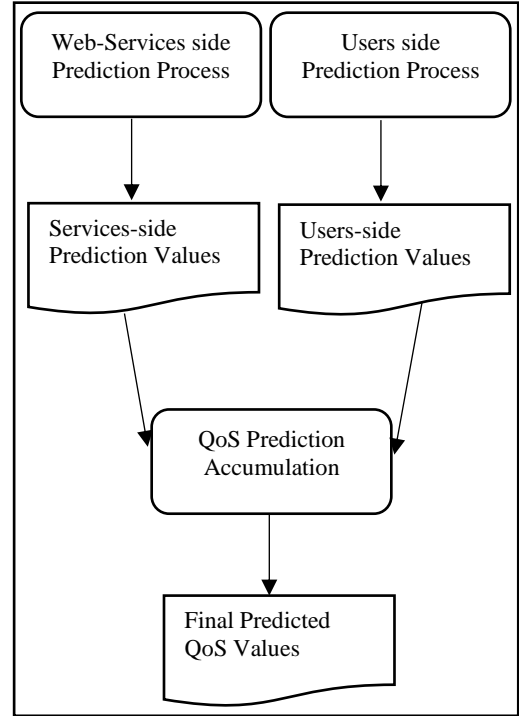 Web-Services side
Prediction Process
Users side
Prediction Process
Services-side
Prediction Values
Users-side
Prediction Values
QoS Prediction
Accumulation
Final Predicted
QoS Values